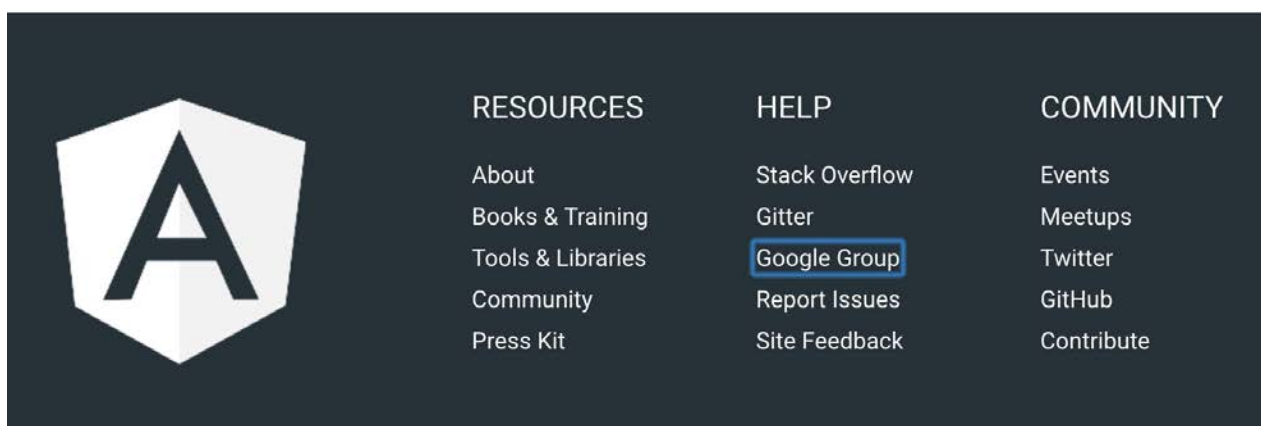 RESOURCES
About
Books & Training
Tools & Libraries
Community
Press Kit
HELP
Stack Overflow
Gitter
Google Group
Report Issues
Site Feedback
COMMUNITY
Events
Meetups
Twitter
GitHub
Contribute